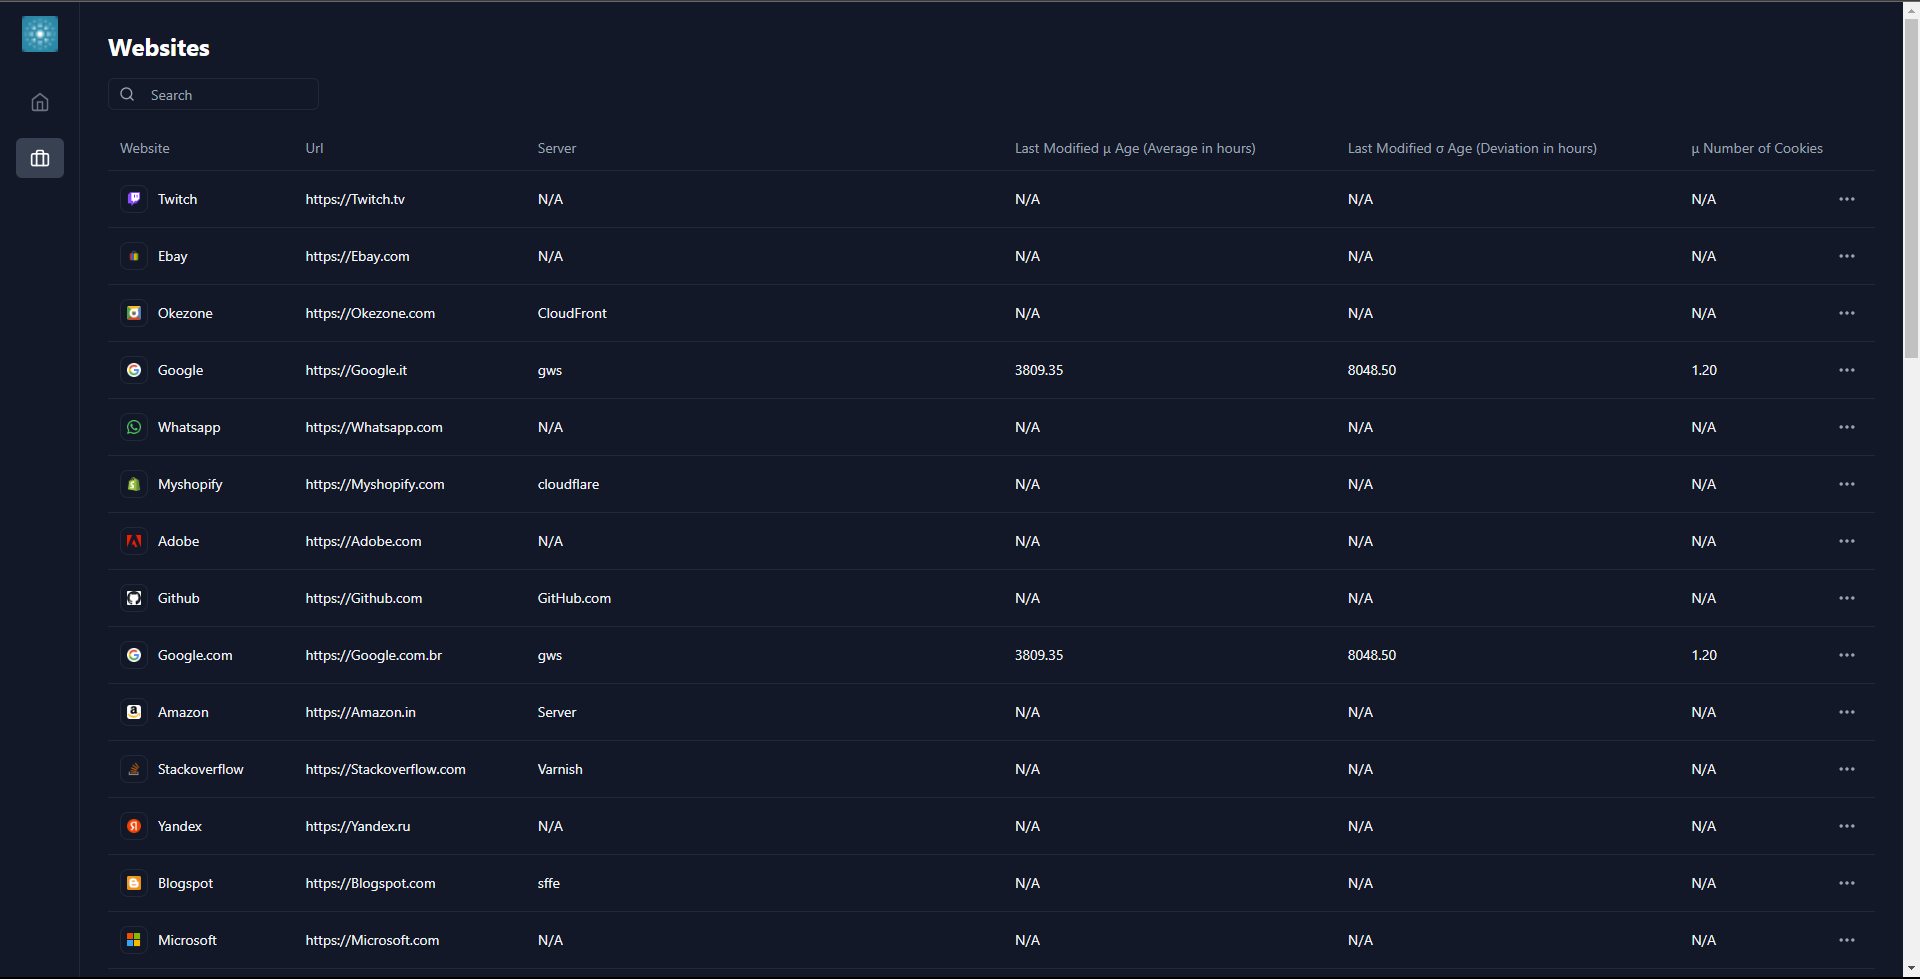 Websites
Search
Website Url Server Last Modified μ Age (Average in hours) Last Modified σ Age (Deviation in hours) μ Number of Cookies
Twitch https://Twitch.tv N/A N/A N/A N/A
Ebay https://Ebay.com N/A N/A N/A N/A
Okezone https://Okezone.com CloudFront N/A N/A N/A
Google https://Google.it gws 3809.35 8048.50 1.20
Whatsapp https://Whatsapp.com N/A N/A N/A N/A
Myshopify https://Myshopify.com cloudflare N/A N/A N/A
Adobe https://Adobe.com N/A N/A N/A N/A
Github https://Github.com GitHub.com N/A N/A N/A
Google.com https://Google.com.br gws 3809.35 8048.50 1.20
Amazon https://Amazon.in Server N/A N/A N/A
Stackoverflow https://Stackoverflow.com Varnish N/A N/A N/A
Yandex https://Yandex.ru N/A N/A N/A N/A
Blogspot https://Blogspot.com sffe N/A N/A N/A
Microsoft https://Microsoft.com N/A N/A N/A N/A